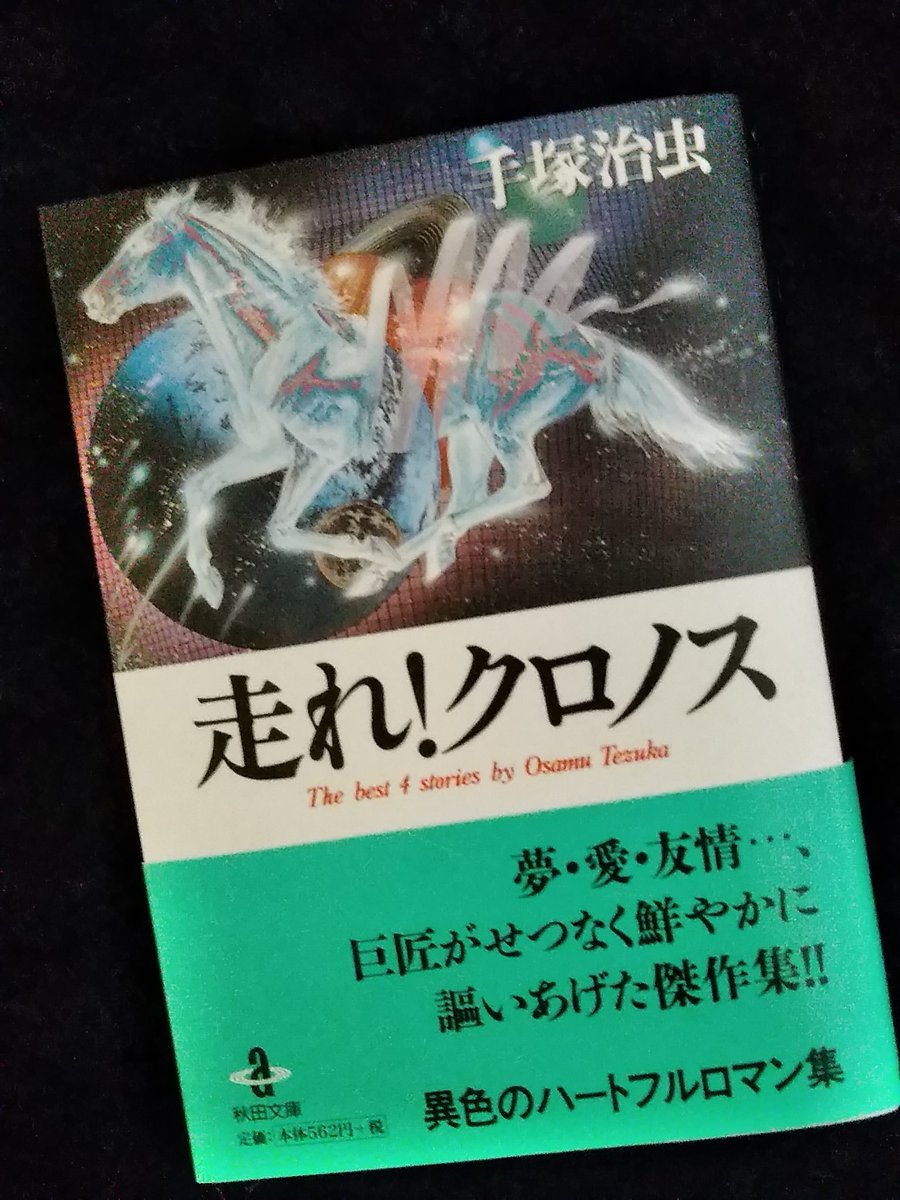 手塚治虫
走れ!クロノス
The best 4 stories by Osamu Tezuka
夢・愛・友情…、
巨匠がせつなく鮮やかに
謳いあげた傑作集!!
異色のハートフルロマン集
a
秋田文庫
定価:本体562円+税